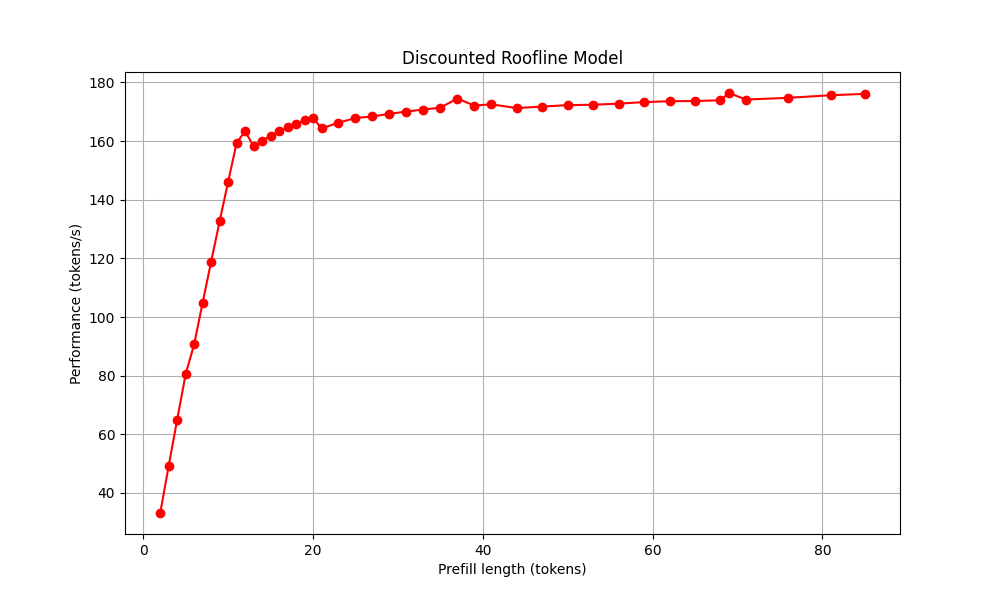 Discounted Roofline Model
Performance (tokens/s)
180
160
140
120
100
80
60
40
0 20 40 60 80
Prefill length (tokens)